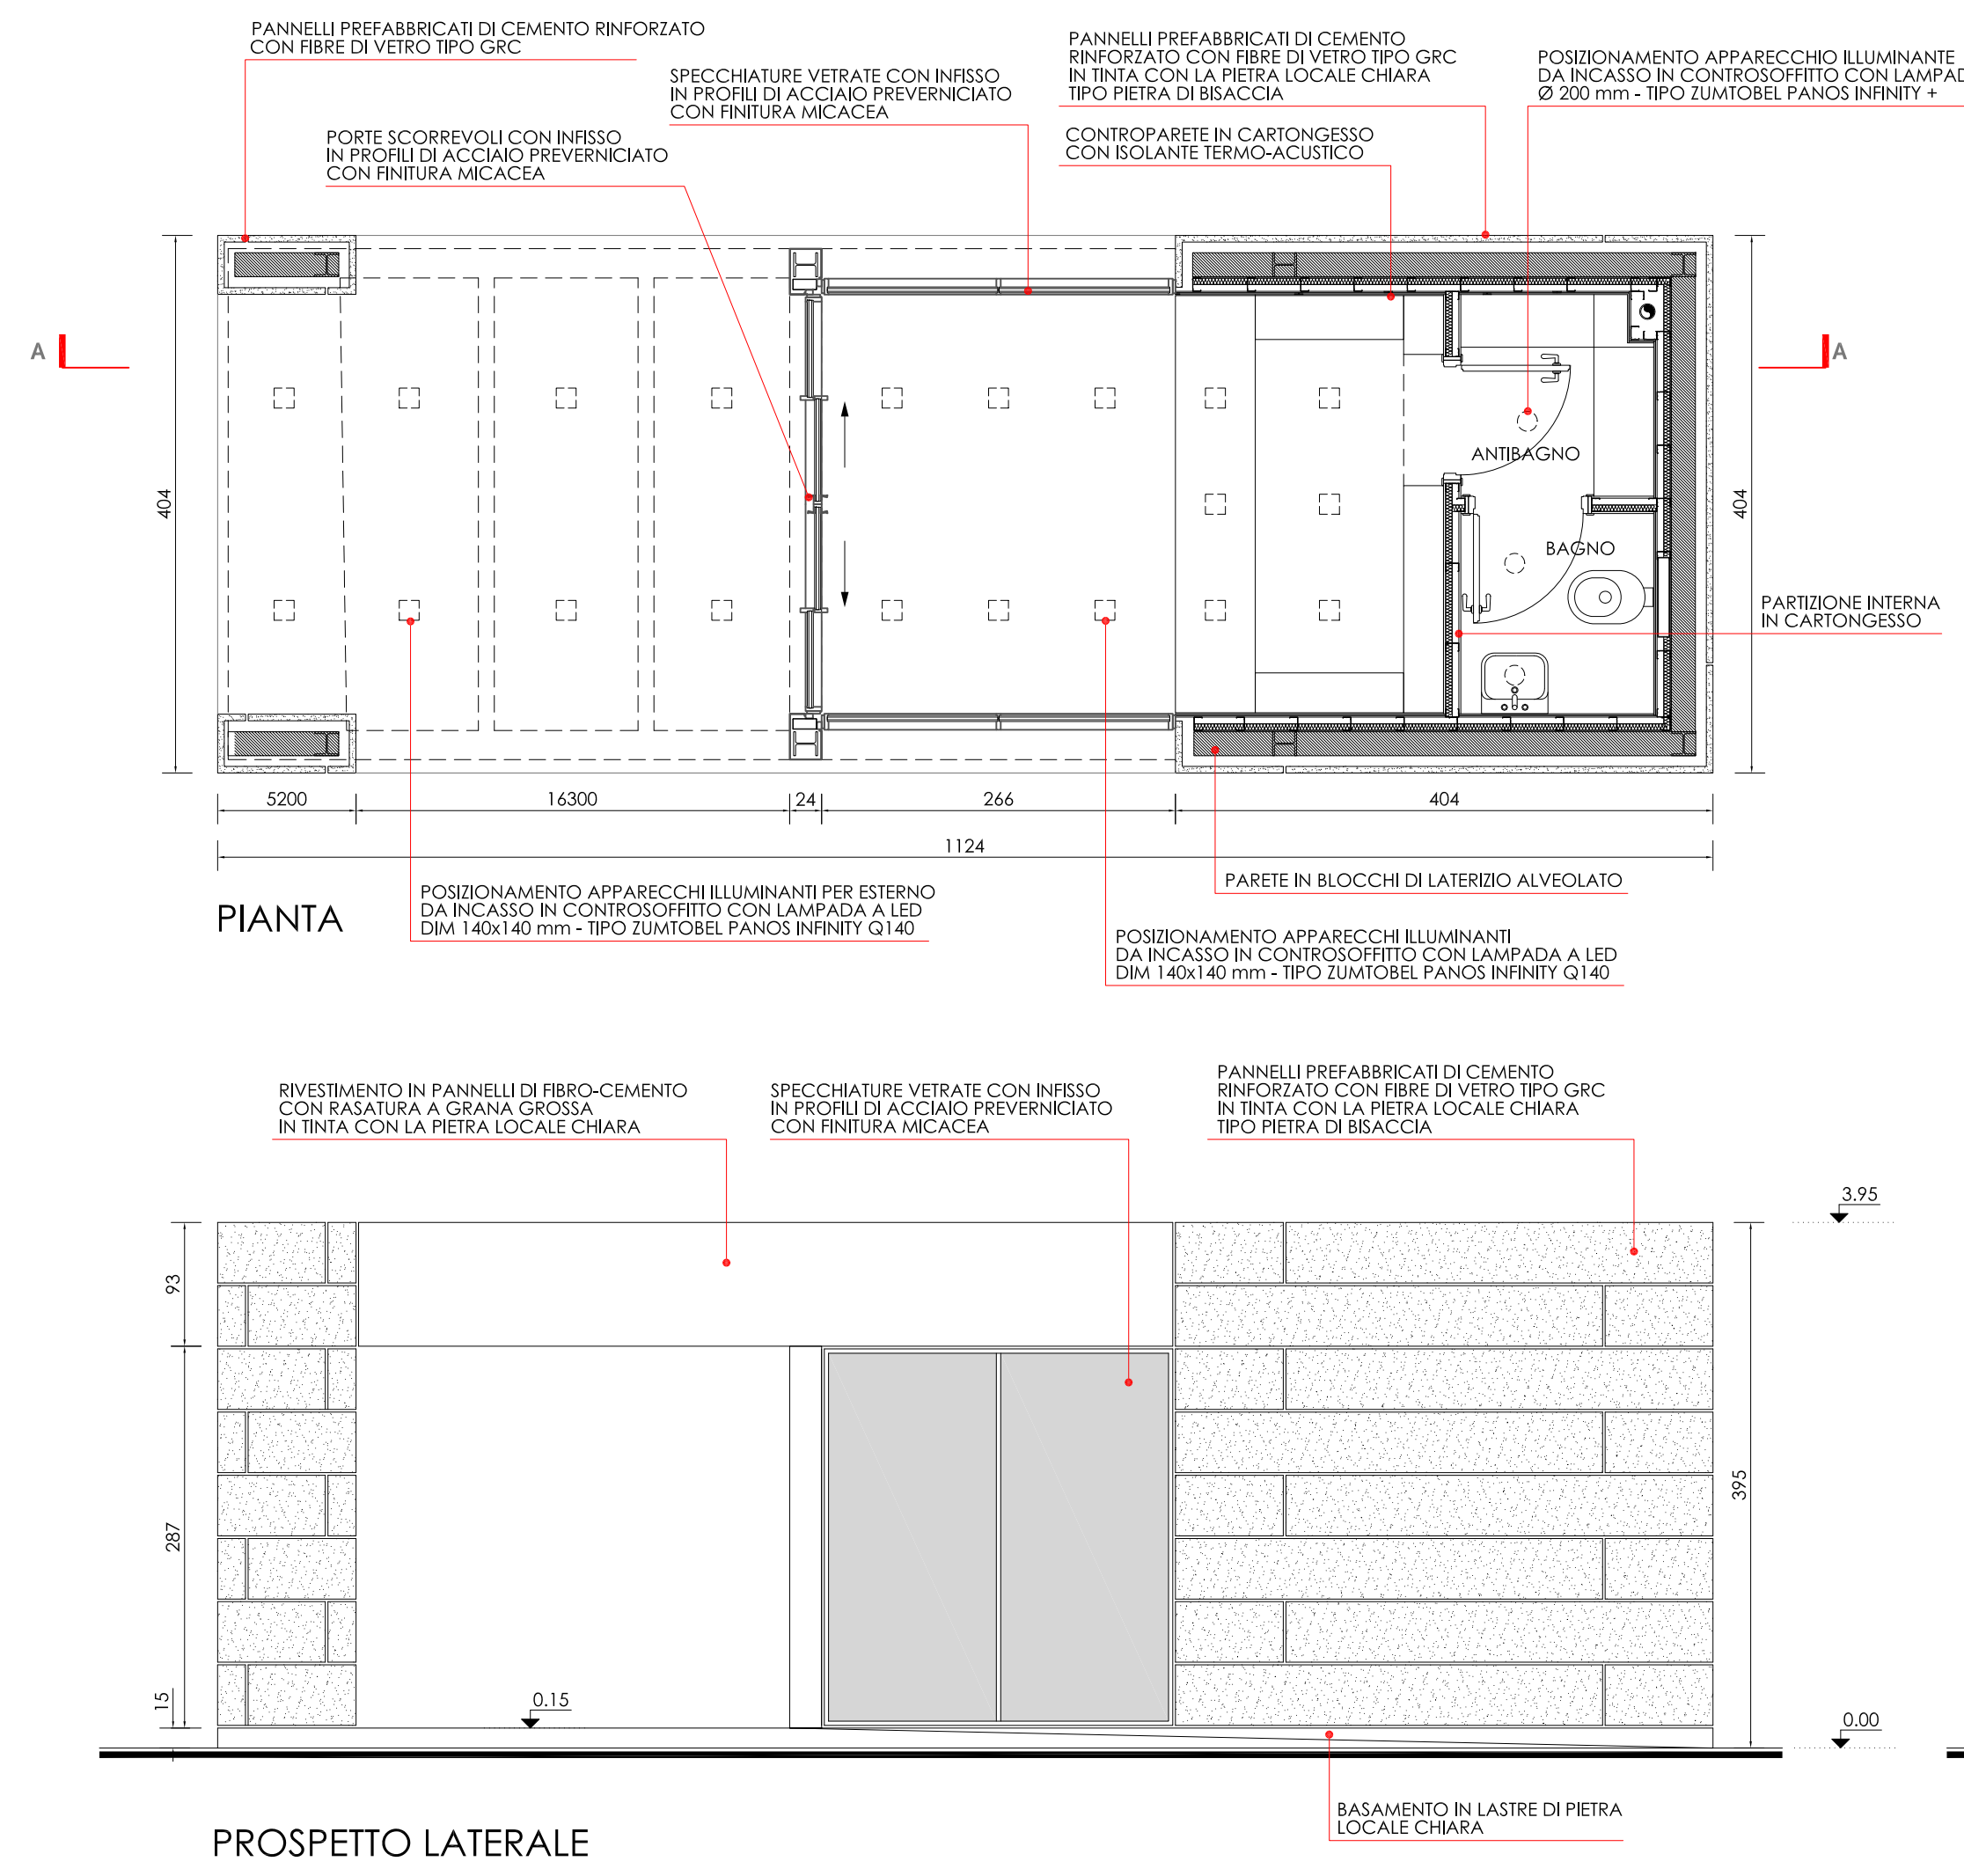 PANNELLI PREFABBRICATI DI CEMENTO RINFORZATO
CON FIBRE DI VETRO TIPO GRC
SPECCHIATURE VETRATE CON INFISSO
IN PROFILI DI ACCIAIO PREVERNICIATO
CON FINITURA MICACEA
PORTE SCORREVOLI CON INFISSO
IN PROFILI DI ACCIAIO PREVERNICIATO
CON FINITURA MICACEA
PANNELLI PREFABBRICATI DI CEMENTO
RINFORZATO CON FIBRE DI VETRO TIPO GRC
IN TINTA CON LA PIETRA LOCALE CHIARA
TIPO PIETRA DI BISACCIA
CONTROPARETE IN CARTONGESSO
CON ISOLANTE TERMO-ACUSTICO
POSIZIONAMENTO APPARECCHIO ILLUMINANTE
DA INCASSO IN CONTROSOFFITTO CON LAMPAD
Ø 200 mm - TIPO ZUMTOBEL PANOS INFINITY +
A
A
404
404
ANTIBAGNO
BAGNO
PARTIZIONE INTERNA
IN CARTONGESSO
5200
16300
24
266
404
1124
PIANTA
POSIZIONAMENTO APPARECCHI ILLUMINANTI PER ESTERNO
DA INCASSO IN CONTROSOFFITTO CON LAMPADA A LED
DIM 140x140 mm - TIPO ZUMTOBEL PANOS INFINITY Q140
PARETE IN BLOCCHI DI LATERIZIO ALVEOLATO
POSIZIONAMENTO APPARECCHI ILLUMINANTI
DA INCASSO IN CONTROSOFFITTO CON LAMPADA A LED
DIM 140x140 mm - TIPO ZUMTOBEL PANOS INFINITY Q140
RIVESTIMENTO IN PANNELLI DI FIBRO-CEMENTO
CON RASATURA A GRANA GROSSA
IN TINTA CON LA PIETRA LOCALE CHIARA
SPECCHIATURE VETRATE CON INFISSO
IN PROFILI DI ACCIAIO PREVERNICIATO
CON FINITURA MICACEA
PANNELLI PREFABBRICATI DI CEMENTO
RINFORZATO CON FIBRE DI VETRO TIPO GRC
IN TINTA CON LA PIETRA LOCALE CHIARA
TIPO PIETRA DI BISACCIA
3.95
93
287
15
0.15
395
0.00
BASAMENTO IN LASTRE DI PIETRA
LOCALE CHIARA
PROSPETTO LATERALE